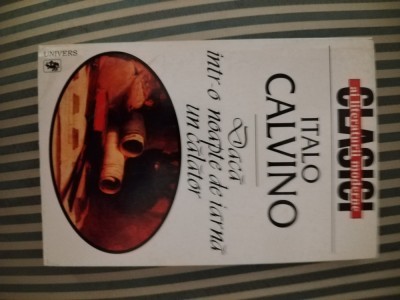 UNIVERS
CLASICI
ai literaturii moderne
ITALO
CALVINO
Dacă
într-o noapte de iarnă
un călător